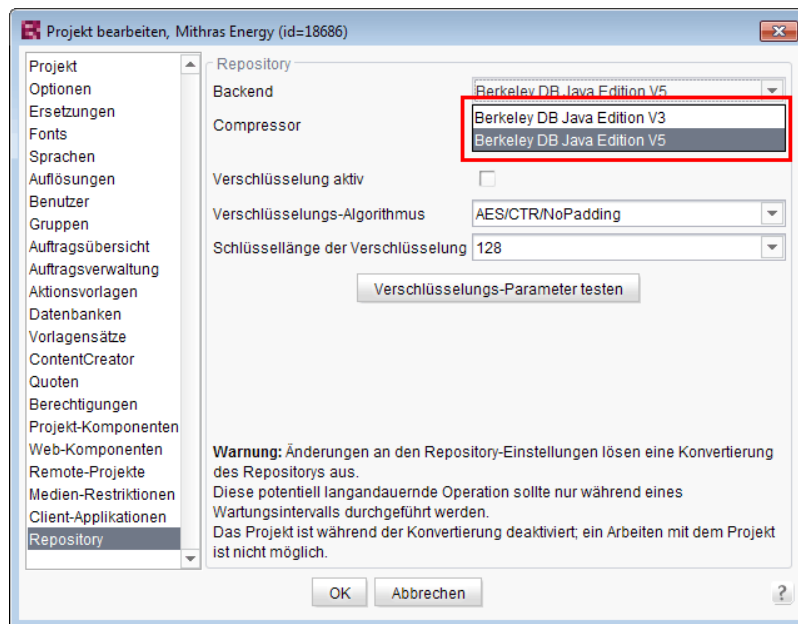 Projekt bearbeiten, Mithras Energy (id=18686)
Projekt
Optionen
Ersetzungen
Fonts
Sprachen
Auflösungen
Benutzer
Gruppen
Auftragsübersicht
Auftragsverwaltung
Aktionsvorlagen
Datenbanken
Vorlagensätze
ContentCreator
Quoten
Berechtigungen
Projekt-Komponenten
Web-Komponenten
Remote-Projekte
Medien-Restriktionen
Client-Applikationen
Repository
Repository
Backend Berkeley DB Java Edition V5
Compressor
Berkeley DB Java Edition V3
Berkeley DB Java Edition V5
Verschlüsselung aktiv
Verschlüsselungs-Algorithmus AES/CTR/NoPadding
Schlüssellänge der Verschlüsselung 128
Verschlüsselungs-Parameter testen
Warnung: Änderungen an den Repository-Einstellungen lösen eine Konvertierung
des Repositorys aus.
Diese potentiell langandauernde Operation sollte nur während eines
Wartungsintervalls durchgeführt werden.
Das Projekt ist während der Konvertierung deaktiviert; ein Arbeiten mit dem Projekt
ist nicht möglich.
OK Abbrechen ?